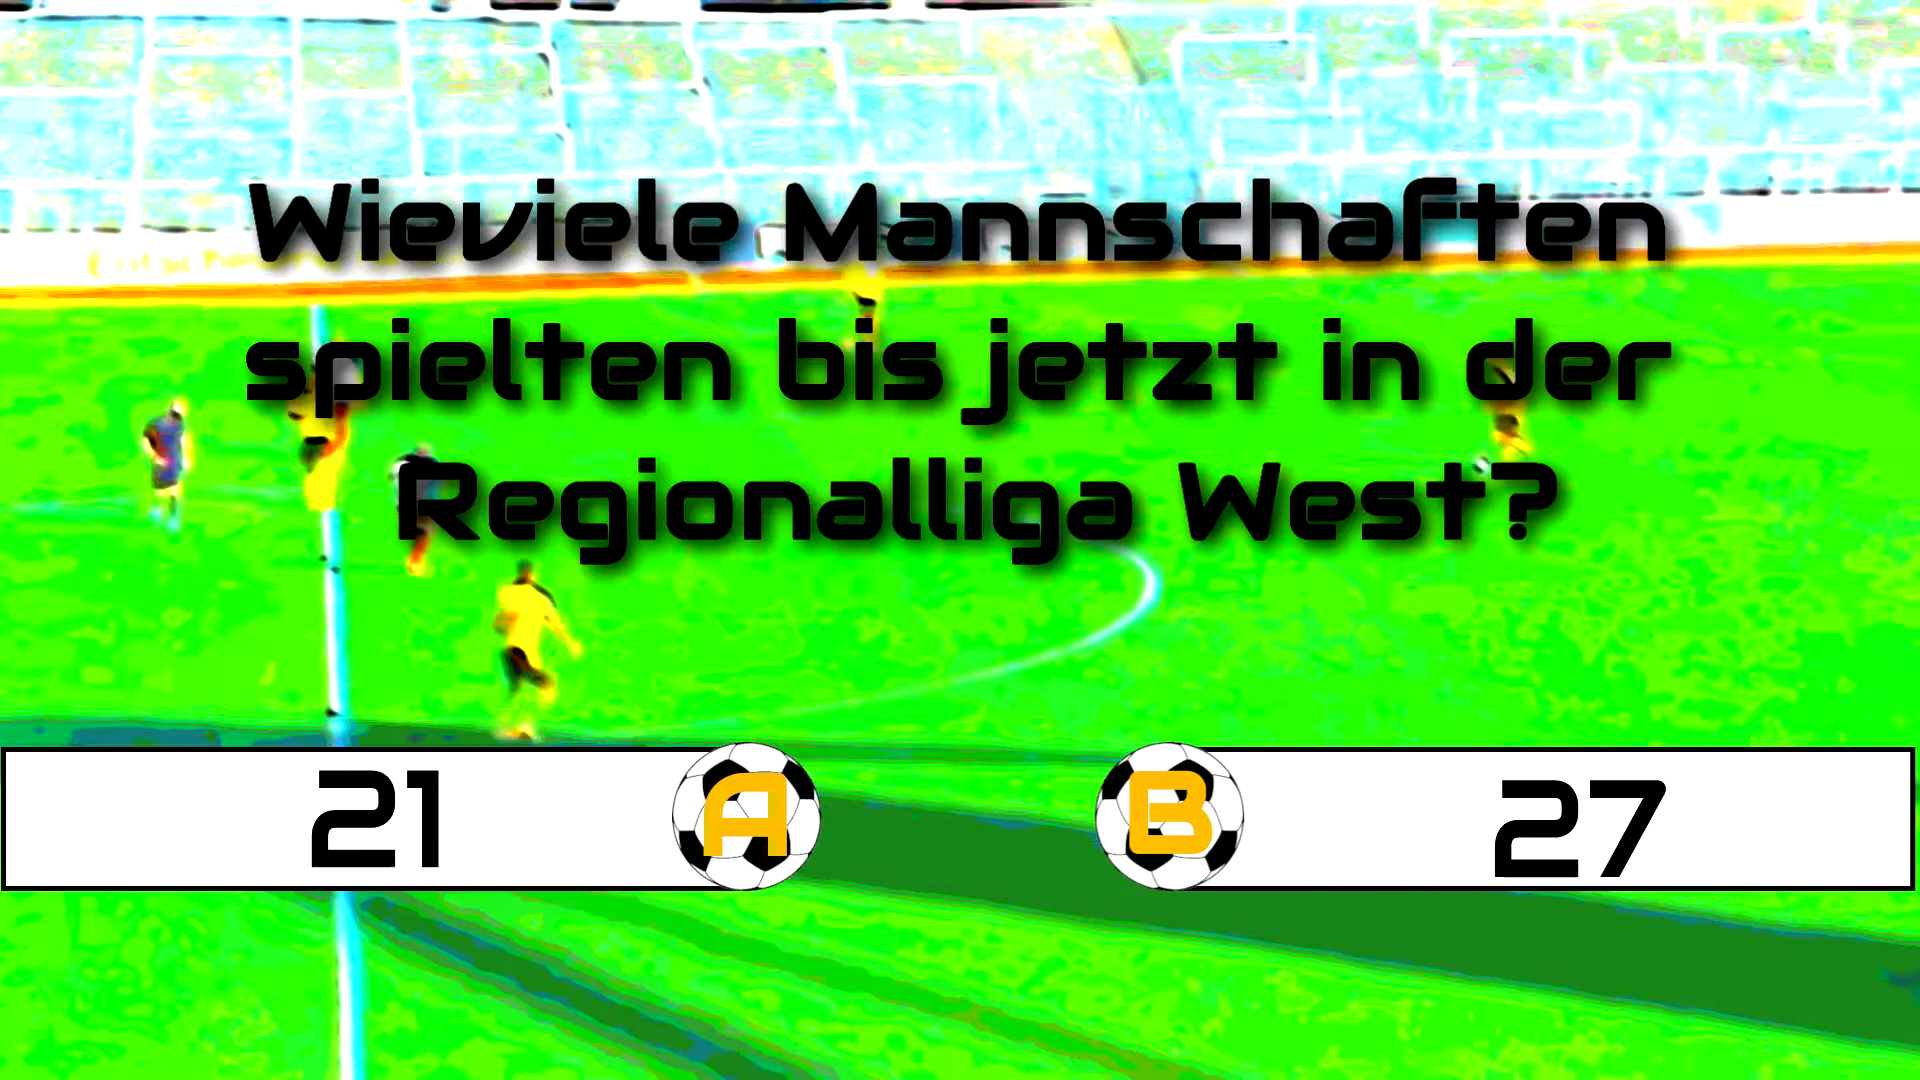 Wieviele Mannschaften
spielten bis jetzt in der
Regionalliga West?
21 A
B 27